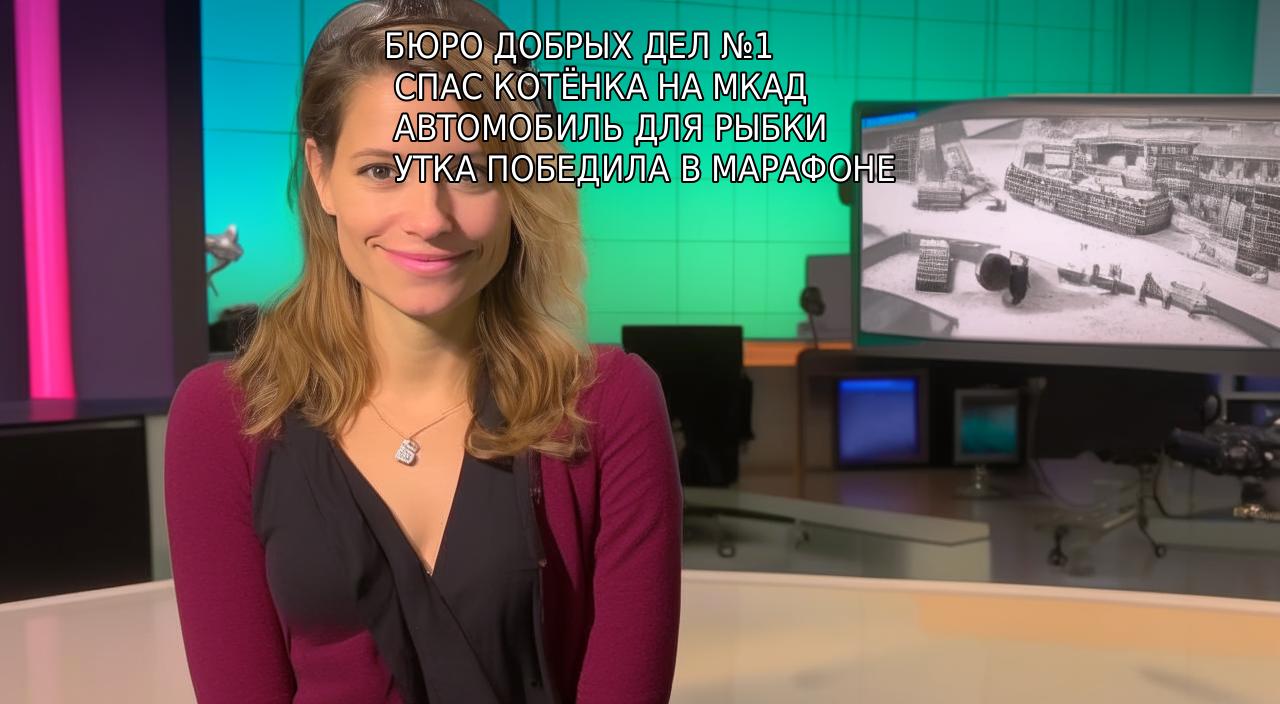 БЮРО ДОБРЫХ ДЕЛ №1
СПАС КОТЁНКА НА МКАД
АВТОМОБИЛЬ ДЛЯ РЫБКИ
УТКА ПОБЕДИЛА В МАРАФОНЕ